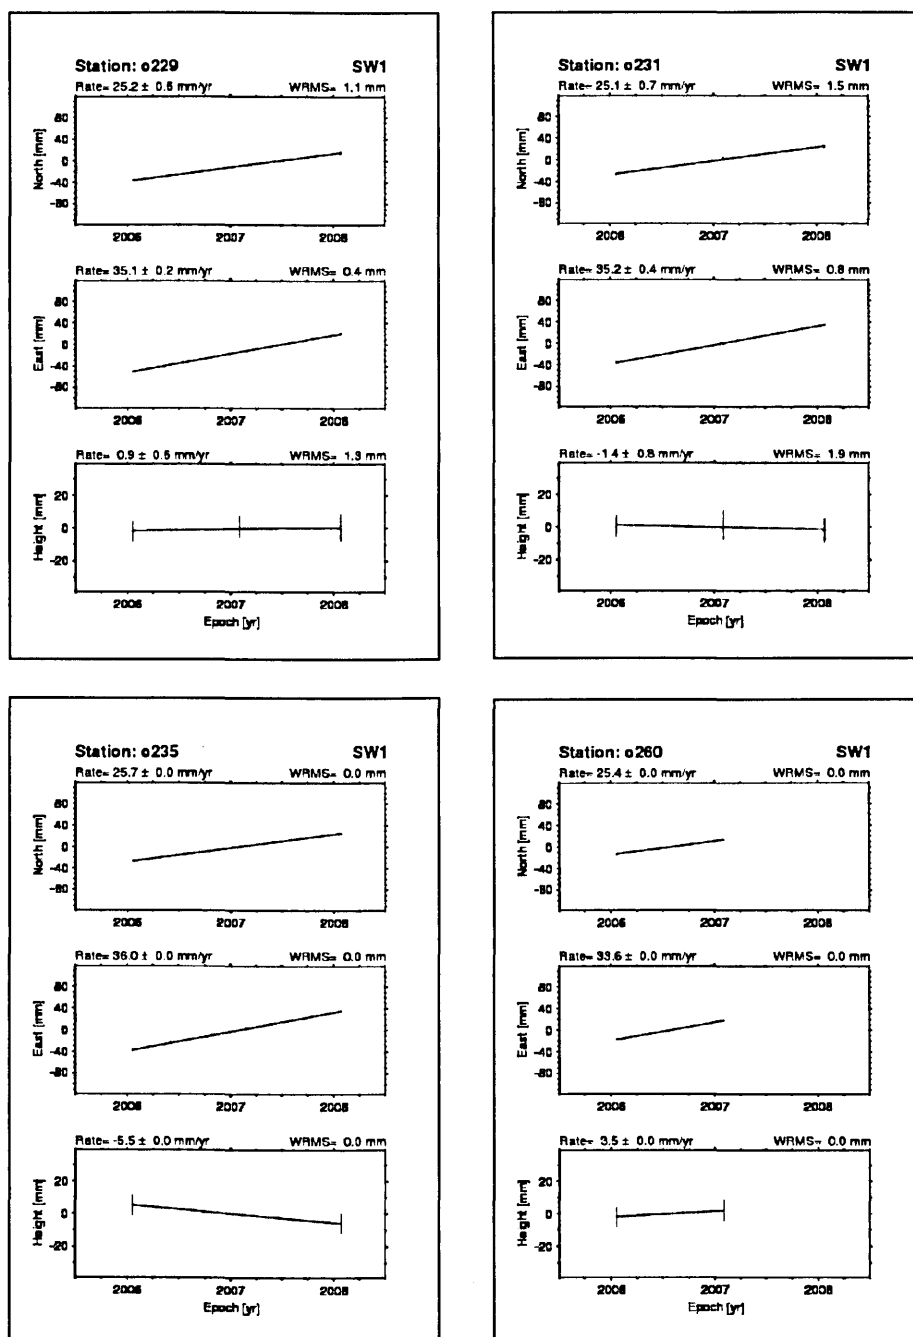 Station: o229 SW1
Rate= 25.2 ± 0.6 mm/yr WRMS= 1.1 mm
80
40
0
-40
-80
North [mm]
2006 2007 2008
Rate= 35.1 ± 0.2 mm/yr WRMS= 0.4 mm
80
40
0
-40
-80
East [mm]
2006 2007 2008
Rate= 0.9 ± 0.6 mm/yr WRMS= 1.3 mm
20
0
-20
Height [mm]
2006 2007 2008
Epoch [yr]
Station: o231 SW1
Rate= 25.1 ± 0.7 mm/yr WRMS= 1.5 mm
80
40
0
-40
-80
North [mm]
2006 2007 2008
Rate= 35.2 ± 0.4 mm/yr WRMS= 0.8 mm
80
40
0
-40
-80
East [mm]
2006 2007 2008
Rate= -1.4 ± 0.8 mm/yr WRMS= 1.9 mm
20
0
-20
Height [mm]
2006 2007 2008
Epoch [yr]
Station: o235 SW1
Rate= 25.7 ± 0.0 mm/yr WRMS= 0.0 mm
80
40
0
-40
-80
North [mm]
2006 2007 2008
Rate= 36.0 ± 0.0 mm/yr WRMS= 0.0 mm
80
40
0
-40
-80
East [mm]
2006 2007 2008
Rate= -5.5 ± 0.0 mm/yr WRMS= 0.0 mm
20
0
-20
Height [mm]
2006 2007 2008
Epoch [yr]
Station: o260 SW1
Rate= 25.4 ± 0.0 mm/yr WRMS= 0.0 mm
80
40
0
-40
-80
North [mm]
2006 2007 2008
Rate= 33.6 ± 0.0 mm/yr WRMS= 0.0 mm
80
40
0
-40
-80
East [mm]
2006 2007 2008
Rate= 3.5 ± 0.0 mm/yr WRMS= 0.0 mm
20
0
-20
Height [mm]
2006 2007 2008
Epoch [yr]